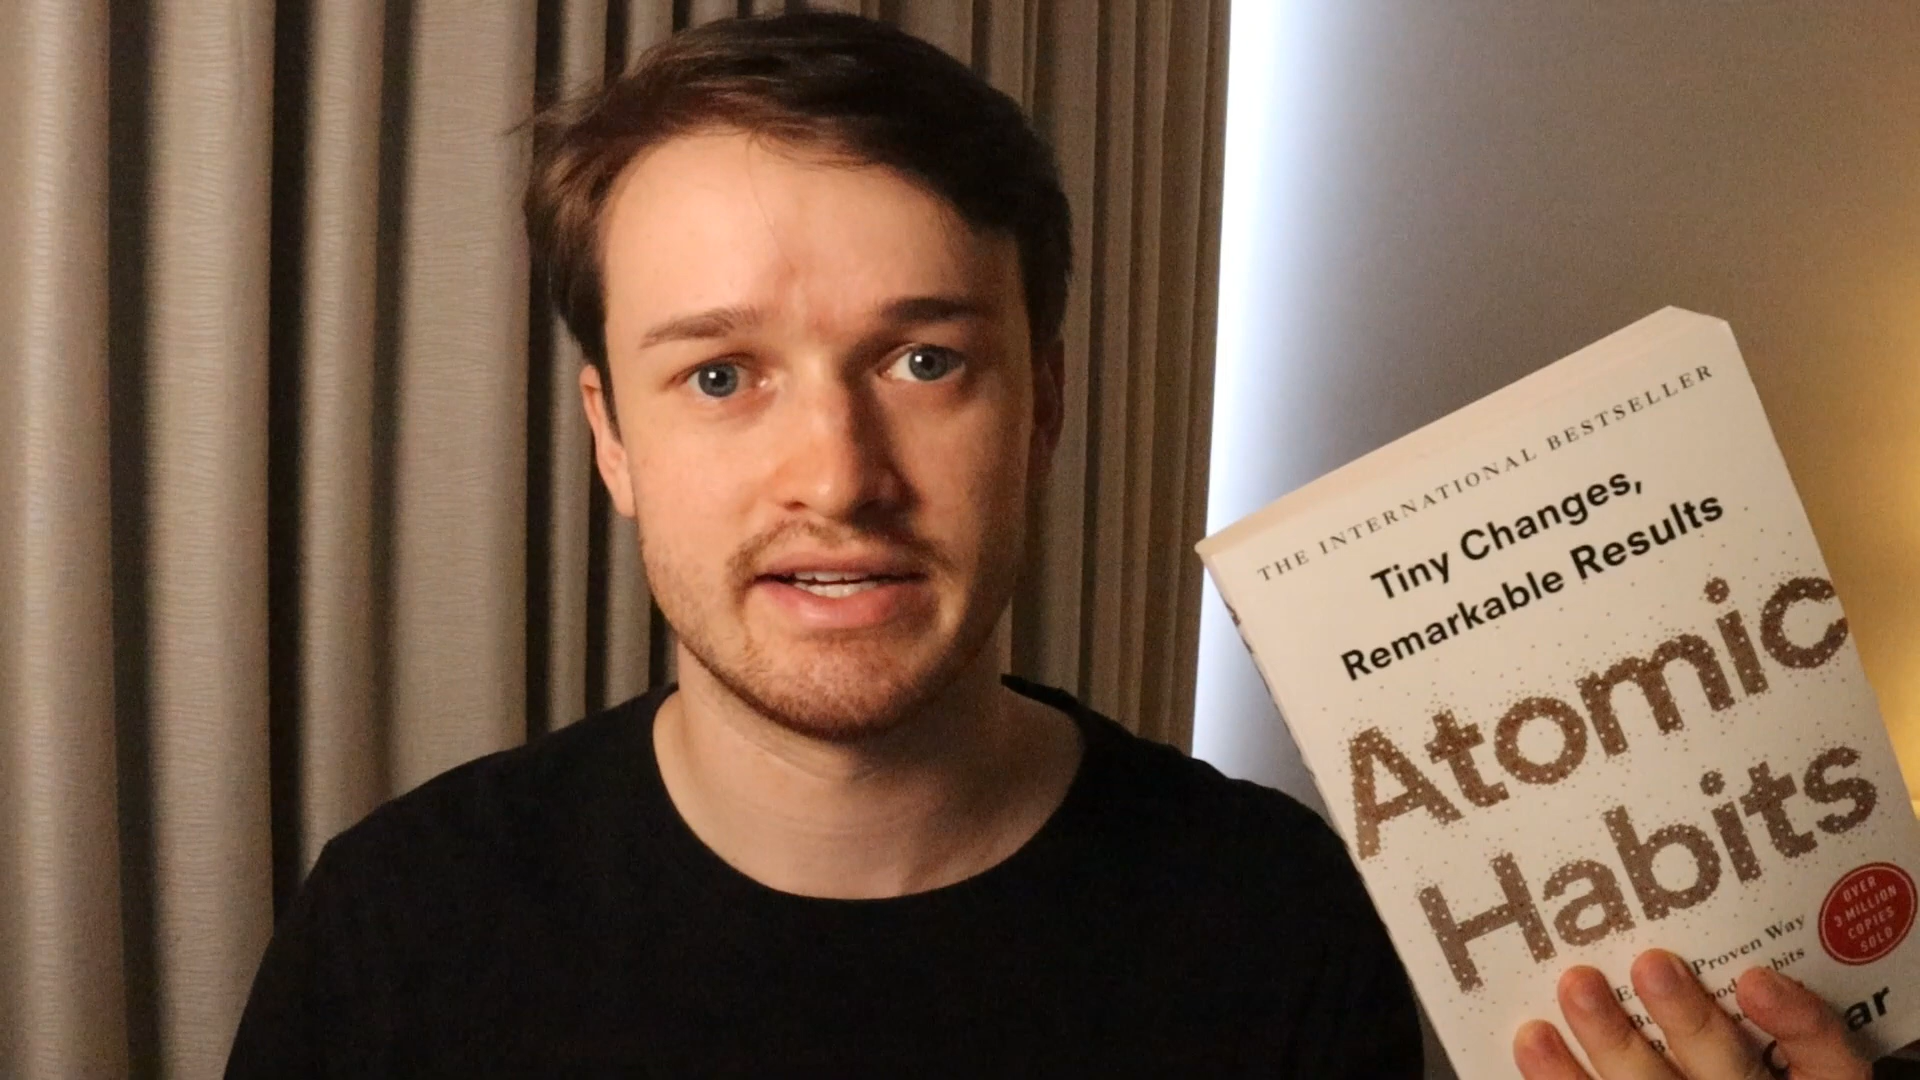 THE INTERNATIONAL BESTSELLER
Tiny Changes,
Remarkable Results
Atomic
Habits
Proven Way
OVER
3 MILLION
COPIES
SOLD